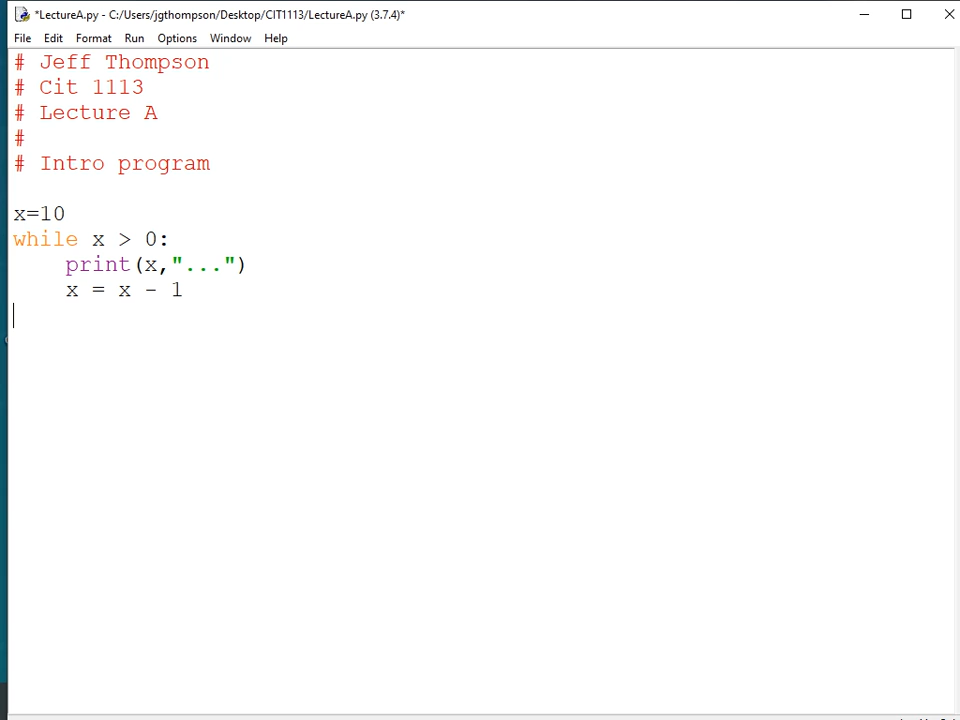 *LectureA.py - C:/Users/jgthompson/Desktop/CIT1113/LectureA.py (3.7.4)*
File Edit Format Run Options Window Help
# Jeff Thompson
# Cit 1113
# Lecture A
#
# Intro program
x=10
while x > 0:
    print(x,"...")
    x = x - 1